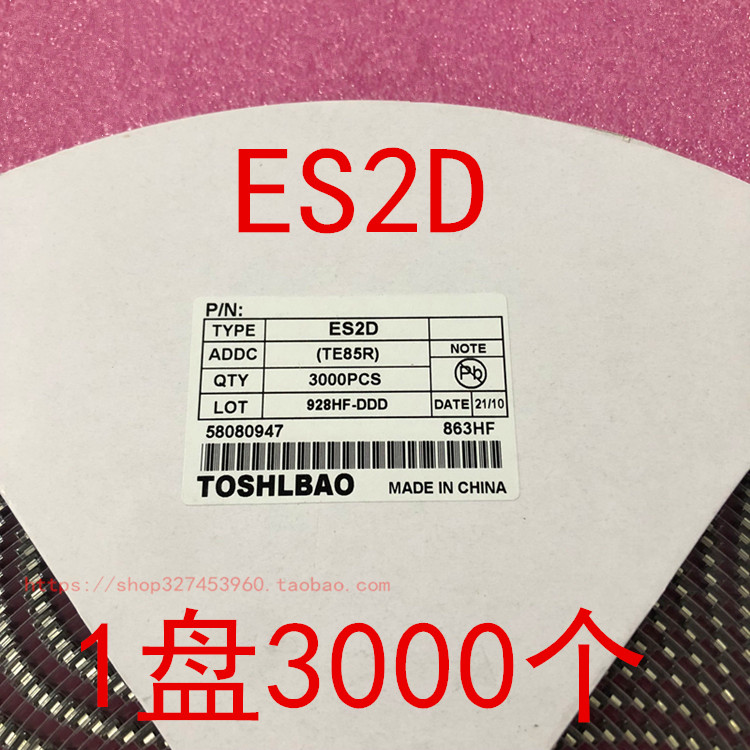 ES2D
P/N:
TYPE ES2D
ADDC (TE85R) NOTE
QTY 3000PCS Pb
LOT 928HF-DDD DATE 21/10
58080947 863HF
TOSHLBAO MADE IN CHINA
https://shop327453960.taobao.com
1盘3000个